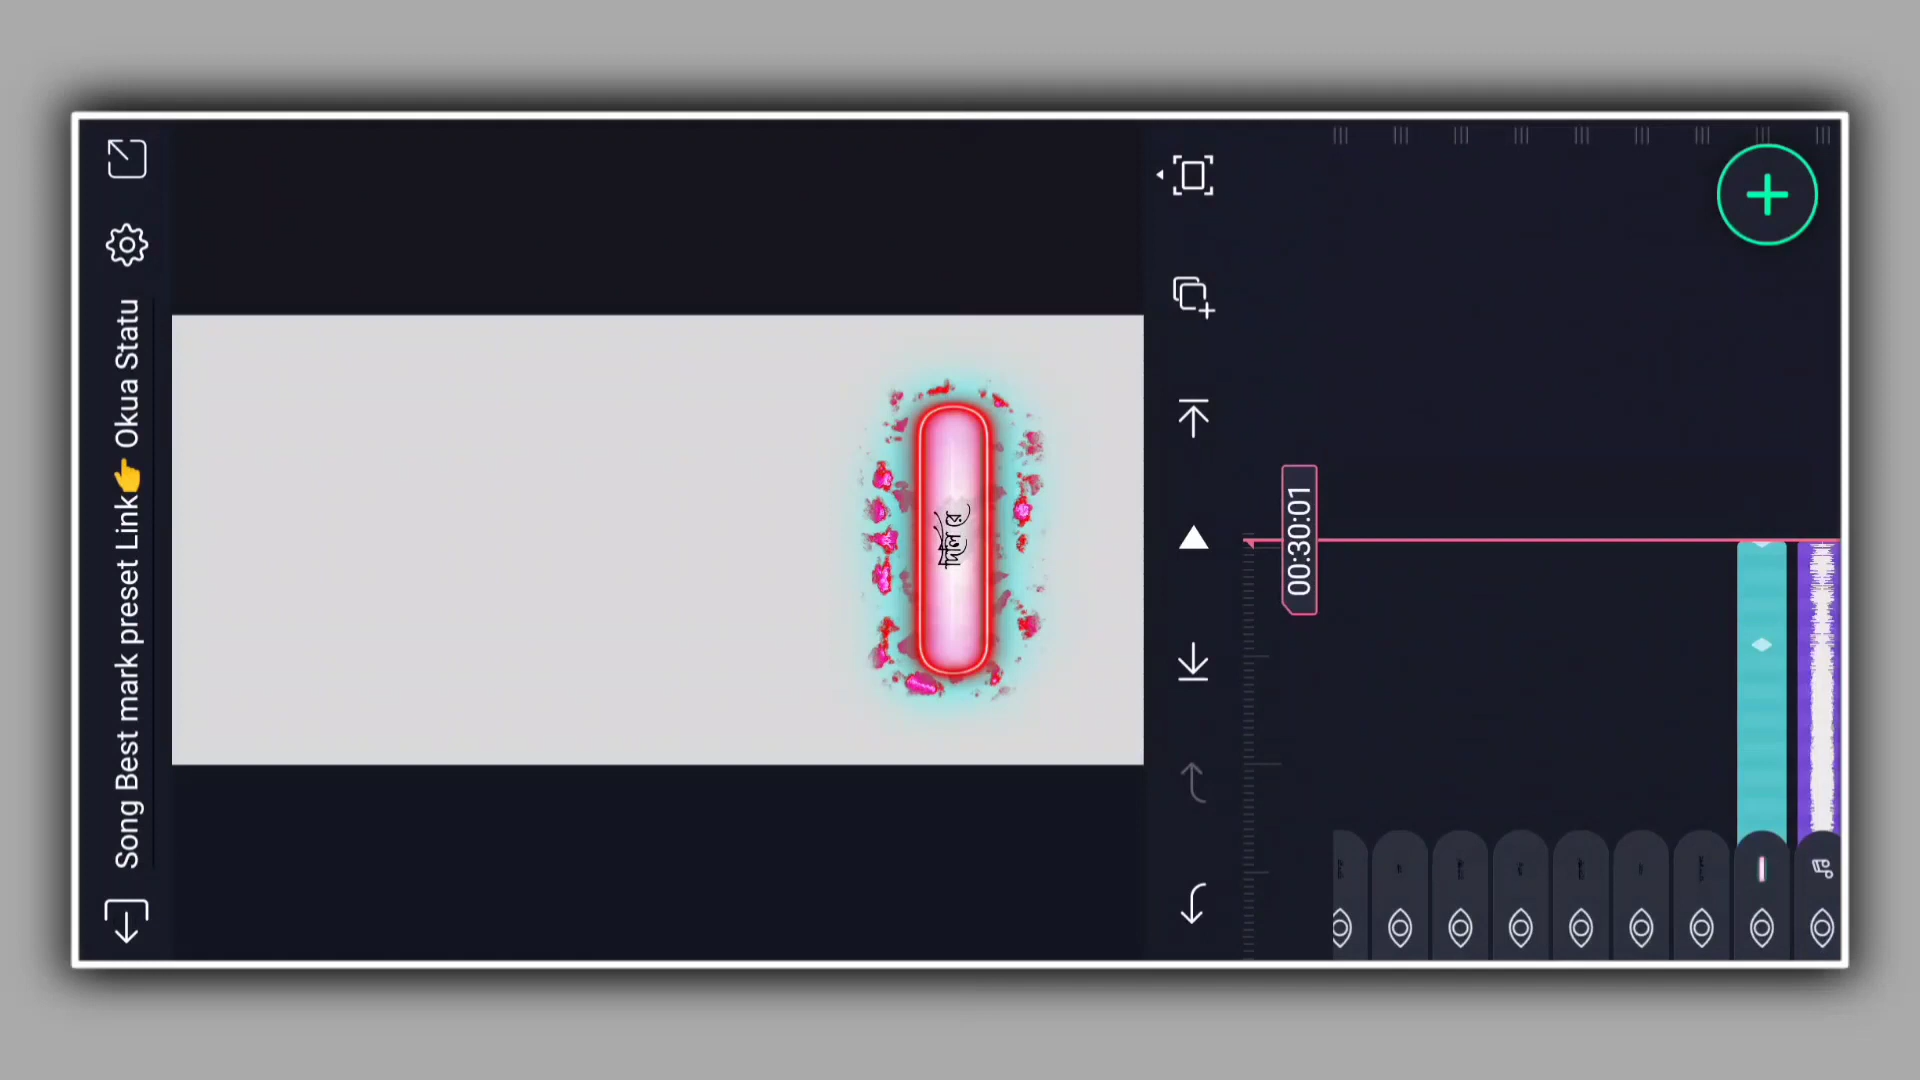 Song Best mark preset Link👉 Okua Statu
দিলি রে
00:30:01